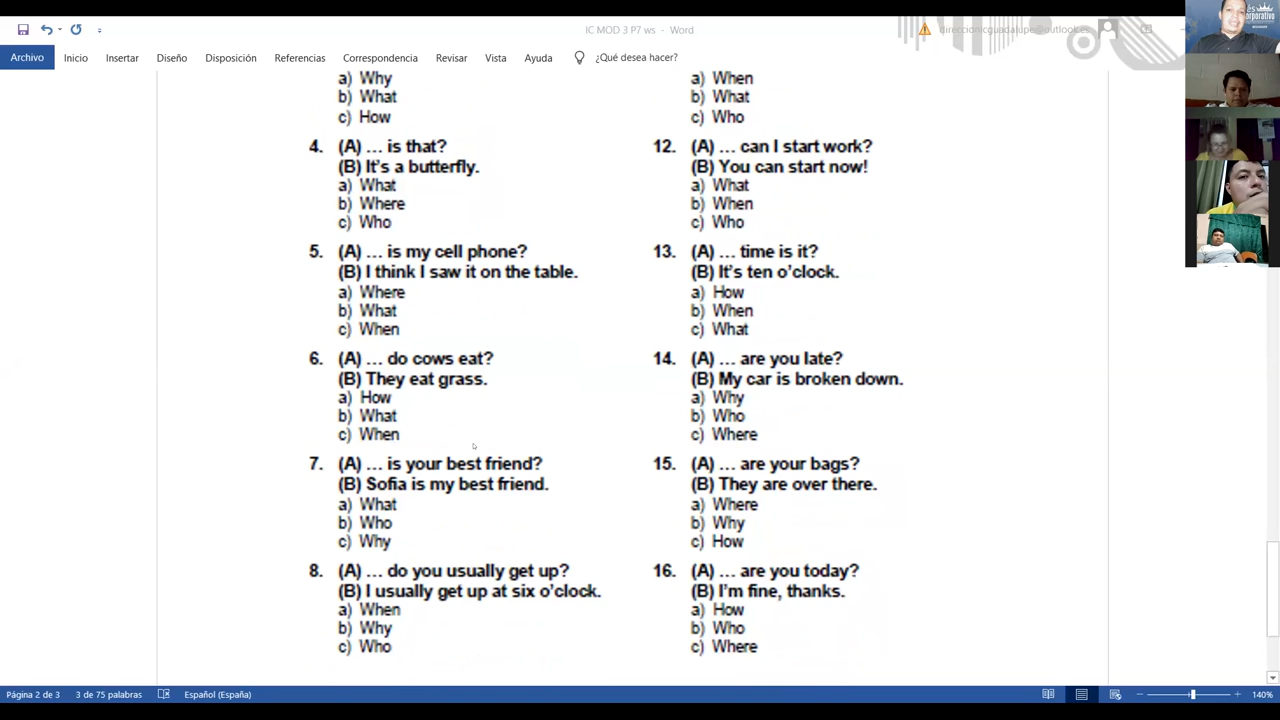 IC MOD 3 P7 ws - Word
direccionicguadalupe@outlook.es
Archivo
Inicio
Insertar
Diseño
Disposición
Referencias
Correspondencia
Revisar
Vista
Ayuda
¿Qué desea hacer?
a) Why
b) What
c) How
4. (A) … is that?
(B) It's a butterfly.
a) What
b) Where
c) Who
5. (A) … is my cell phone?
(B) I think I saw it on the table.
a) Where
b) What
c) When
6. (A) … do cows eat?
(B) They eat grass.
a) How
b) What
c) When
7. (A) … is your best friend?
(B) Sofia is my best friend.
a) What
b) Who
c) Why
8. (A) … do you usually get up?
(B) I usually get up at six o'clock.
a) When
b) Why
c) Who
a) When
b) What
c) Who
12. (A) … can I start work?
(B) You can start now!
a) What
b) When
c) Who
13. (A) … time is it?
(B) It's ten o'clock.
a) How
b) When
c) What
14. (A) … are you late?
(B) My car is broken down.
a) Why
b) Who
c) Where
15. (A) … are your bags?
(B) They are over there.
a) Where
b) Why
c) How
16. (A) … are you today?
(B) I'm fine, thanks.
a) How
b) Who
c) Where
Página 2 de 3
3 de 75 palabras
Español (España)
140%